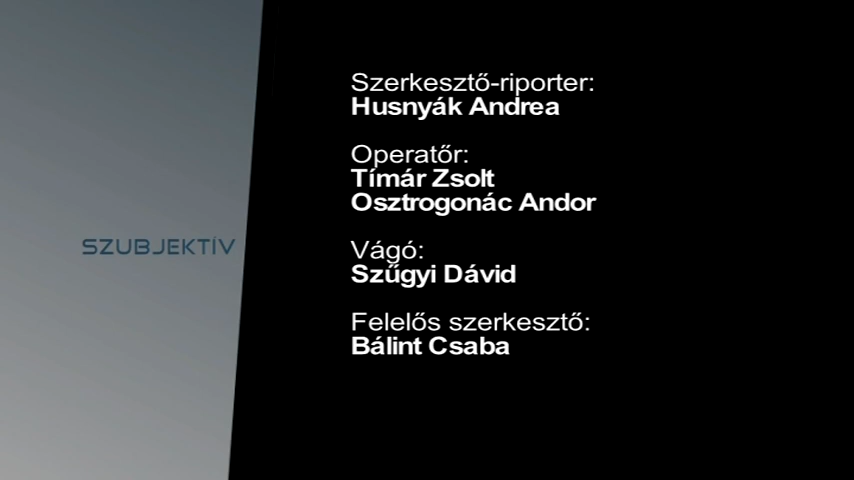 SZUBJEKTÍV
Szerkesztő-riporter:
Husnyák Andrea
Operatőr:
Tímár Zsolt
Osztrogonác Andor
Vágó:
Szűgyi Dávid
Felelős szerkesztő:
Bálint Csaba